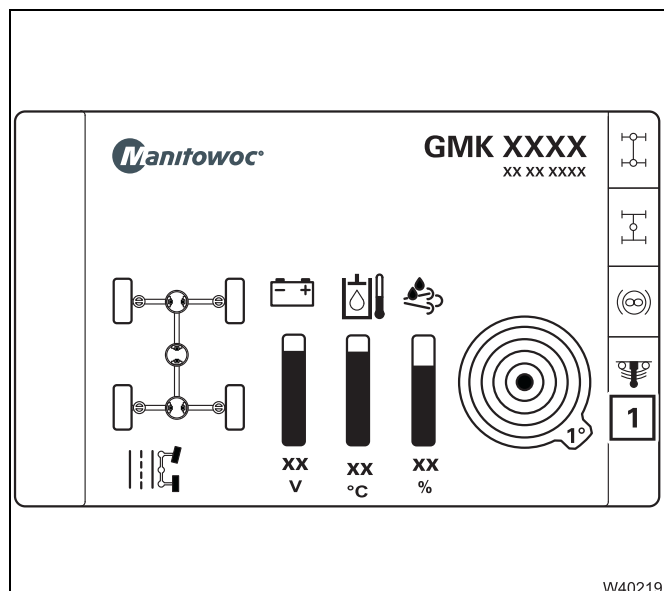 Manitowoc
GMK XXXX
XX XX XXXX
1
1°
XX XX XX
V °C %
W40219